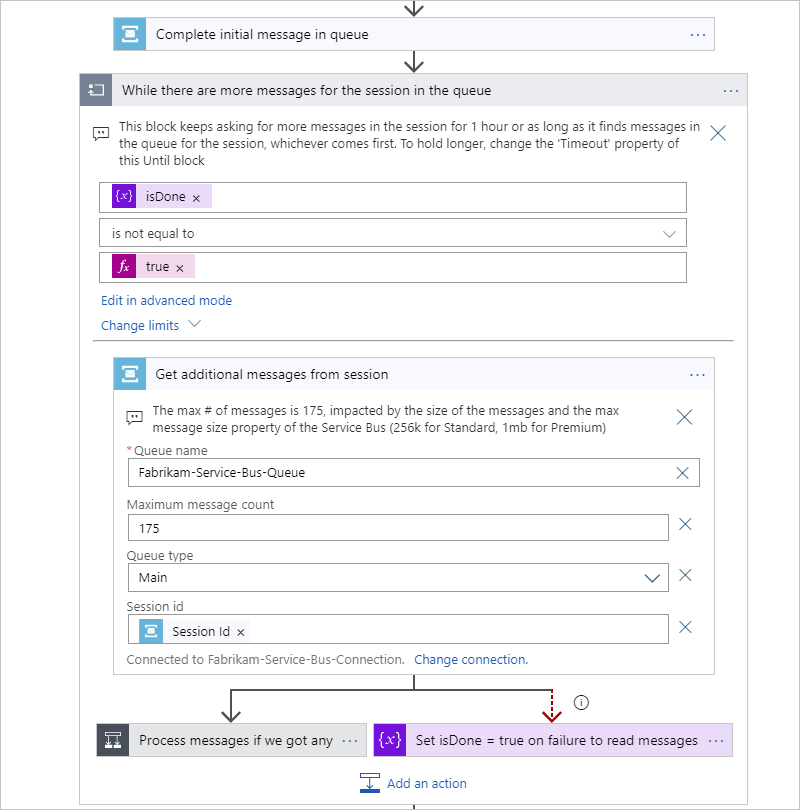 Complete initial message in queue
While there are more messages for the session in the queue
This block keeps asking for more messages in the session for 1 hour or as long as it finds messages in
the queue for the session, whichever comes first. To hold longer, change the 'Timeout' property of
this Until block
{x} isDone ×
is not equal to
fx true ×
Edit in advanced mode
Change limits
Get additional messages from session
The max # of messages is 175, impacted by the size of the messages and the max
message size property of the Service Bus (256k for Standard, 1mb for Premium)
* Queue name
Fabrikam-Service-Bus-Queue
Maximum message count
175
Queue type
Main
Session id
Session Id ×
Connected to Fabrikam-Service-Bus-Connection. Change connection.
Process messages if we got any
{x} Set isDone = true on failure to read messages
Add an action